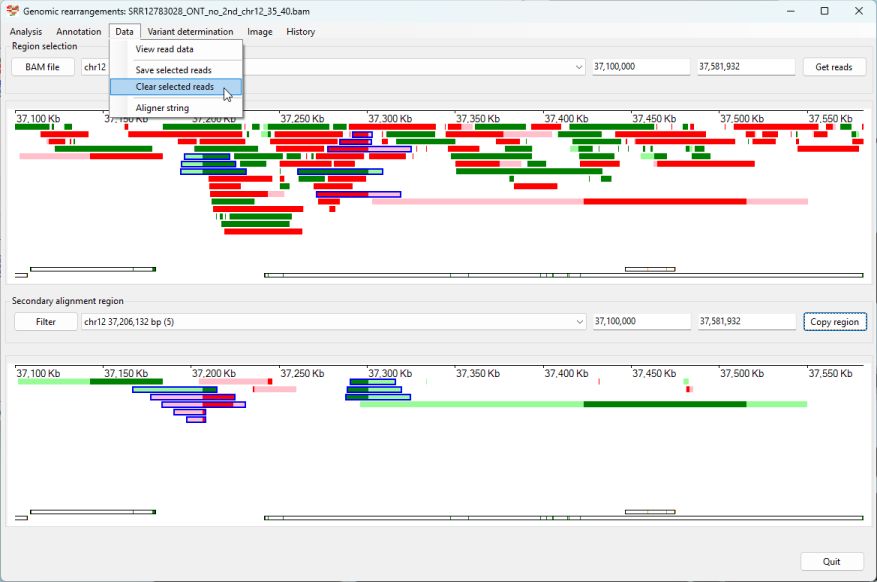 Genomic rearrangements: SRR12783028_ONT_no_2nd_chr12_35_40.bam
Analysis Annotation Data Variant determination Image History
Region selection
View read data
BAM file chr12 37,100,000 37,581,932 Get reads
Save selected reads
Clear selected reads
Aligner string
37,100 Kb 37,150 Kb 37,200 Kb 37,250 Kb 37,300 Kb 37,350 Kb 37,400 Kb 37,450 Kb 37,500 Kb 37,550 Kb
Secondary alignment region
Filter chr12 37,206,132 bp (5) 37,100,000 37,581,932 Copy region
37,100 Kb 37,150 Kb 37,200 Kb 37,250 Kb 37,300 Kb 37,350 Kb 37,400 Kb 37,450 Kb 37,500 Kb 37,550 Kb
Quit